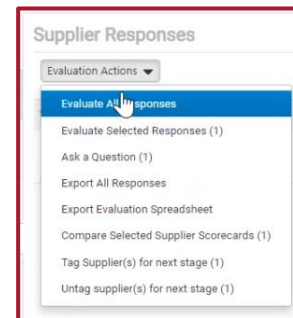 Supplier Responses
Evaluation Actions
Evaluate All Responses
Evaluate Selected Responses (1)
Ask a Question (1)
Export All Responses
Export Evaluation Spreadsheet
Compare Selected Supplier Scorecards (1)
Tag Supplier(s) for next stage (1)
Untag supplier(s) for next stage (1)